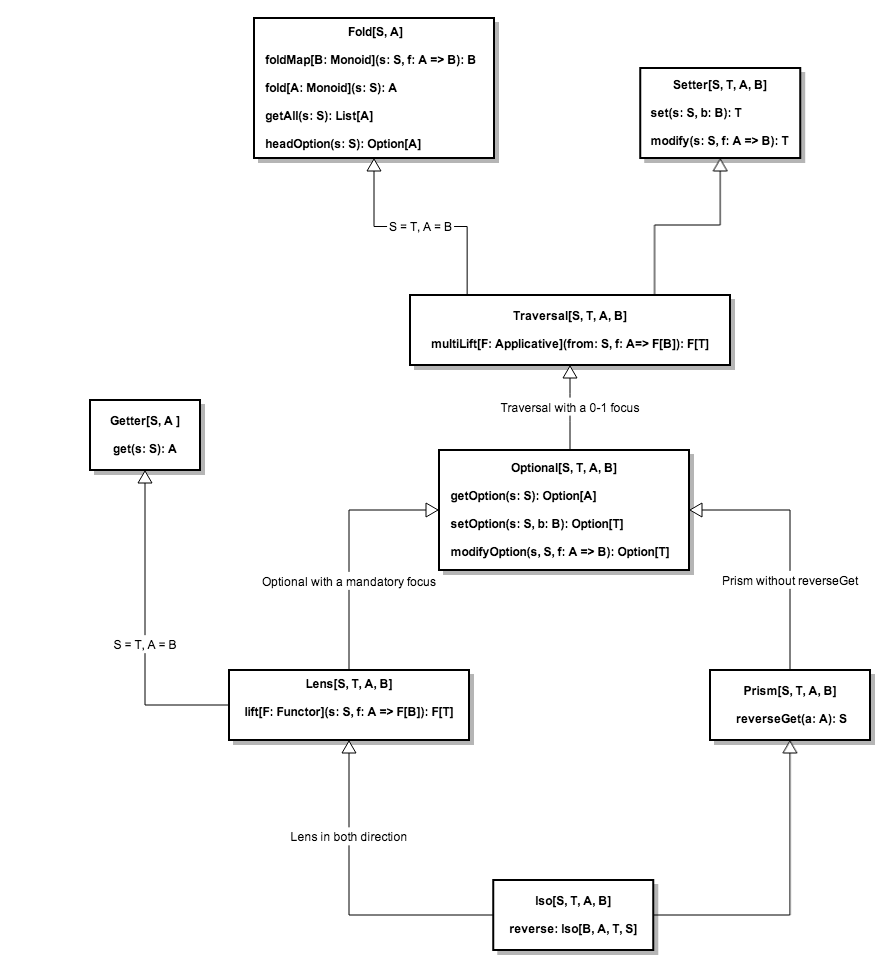 Fold[S, A]
foldMap[B: Monoid](s: S, f: A => B): B
fold[A: Monoid](s: S): A
getAll(s: S): List[A]
headOption(s: S): Option[A]
Setter[S, T, A, B]
set(s: S, b: B): T
modify(s: S, f: A => B): T
S = T, A = B
Traversal[S, T, A, B]
multiLift[F: Applicative](from: S, f: A=> F[B]): F[T]
Traversal with a 0-1 focus
Getter[S, A ]
get(s: S): A
Optional[S, T, A, B]
getOption(s: S): Option[A]
setOption(s: S, b: B): Option[T]
modifyOption(s, S, f: A => B): Option[T]
Optional with a mandatory focus
Prism without reverseGet
S = T, A = B
Lens[S, T, A, B]
lift[F: Functor](s: S, f: A => F[B]): F[T]
Prism[S, T, A, B]
reverseGet(a: A): S
Lens in both direction
Iso[S, T, A, B]
reverse: Iso[B, A, T, S]